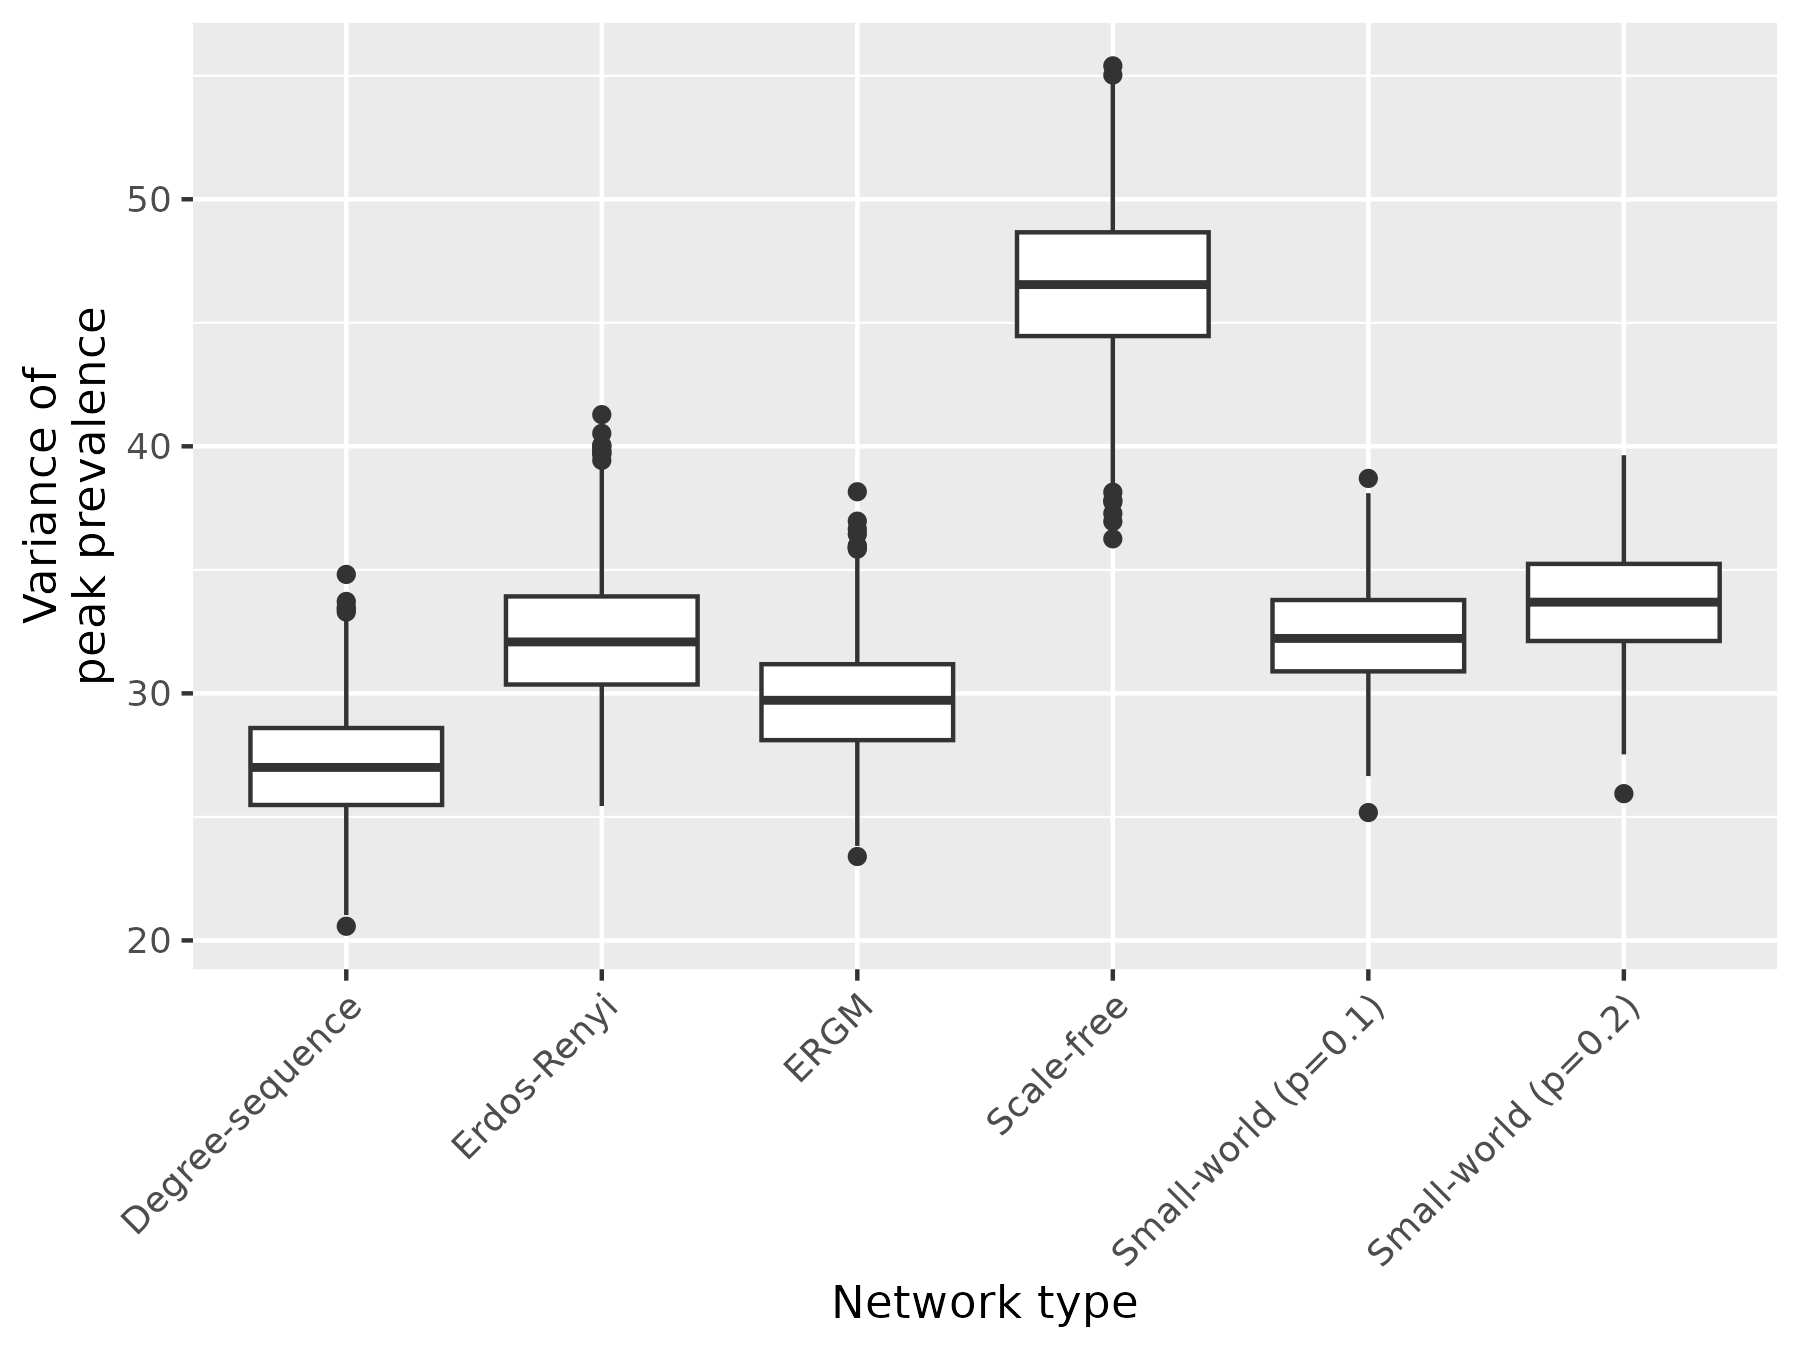 Variance of
peak prevalence
50
40
30
20
Degree-sequence
Erdos-Renyi
ERGM
Scale-free
Small-world (p=0.1)
Small-world (p=0.2)
Network type